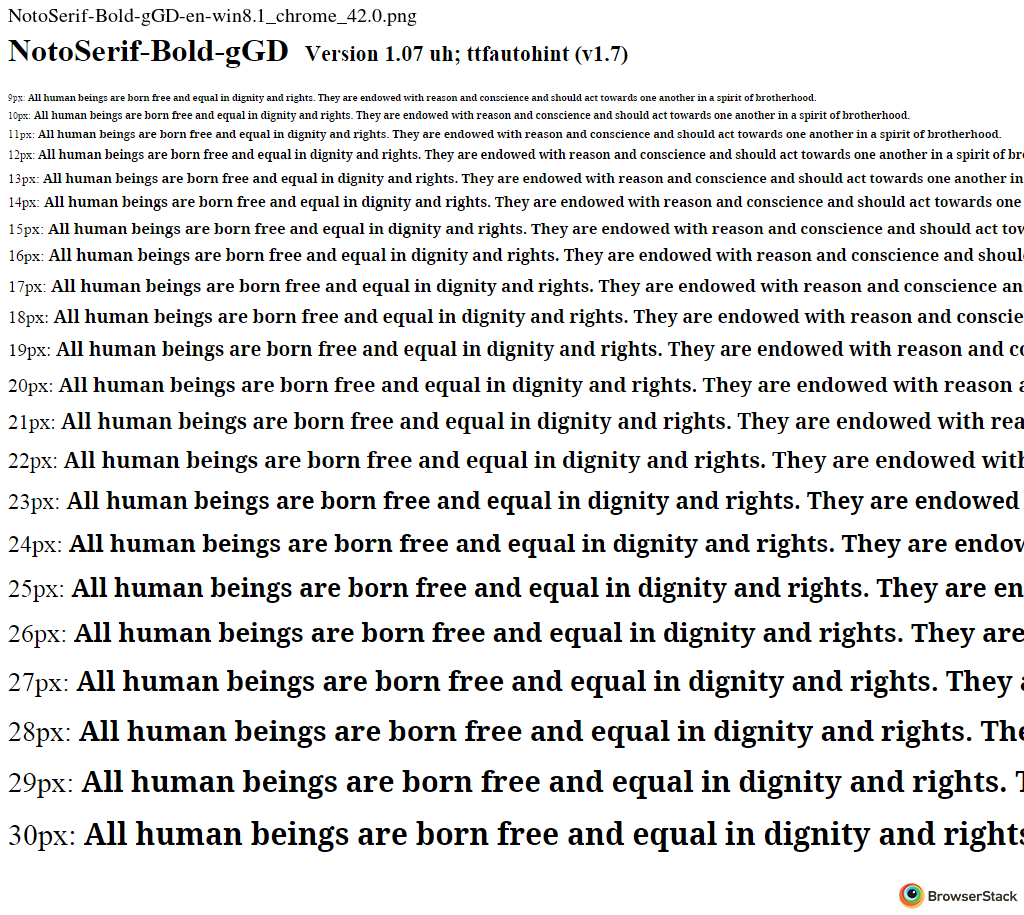 NotoSerif-Bold-gGD-en-win8.1_chrome_42.0.png
NotoSerif-Bold-gGD Version 1.07 uh; ttfautohint (v1.7)
9px: All human beings are born free and equal in dignity and rights. They are endowed with reason and conscience and should act towards one another in a spirit of brotherhood.
10px: All human beings are born free and equal in dignity and rights. They are endowed with reason and conscience and should act towards one another in a spirit of brotherhood.
11px: All human beings are born free and equal in dignity and rights. They are endowed with reason and conscience and should act towards one another in a spirit of brotherhood.
12px: All human beings are born free and equal in dignity and rights. They are endowed with reason and conscience and should act towards one another in a spirit of br
13px: All human beings are born free and equal in dignity and rights. They are endowed with reason and conscience and should act towards one another in
14px: All human beings are born free and equal in dignity and rights. They are endowed with reason and conscience and should act towards one
15px: All human beings are born free and equal in dignity and rights. They are endowed with reason and conscience and should act tow
16px: All human beings are born free and equal in dignity and rights. They are endowed with reason and conscience and shoul
17px: All human beings are born free and equal in dignity and rights. They are endowed with reason and conscience an
18px: All human beings are born free and equal in dignity and rights. They are endowed with reason and conscie
19px: All human beings are born free and equal in dignity and rights. They are endowed with reason and co
20px: All human beings are born free and equal in dignity and rights. They are endowed with reason a
21px: All human beings are born free and equal in dignity and rights. They are endowed with rea
22px: All human beings are born free and equal in dignity and rights. They are endowed with
23px: All human beings are born free and equal in dignity and rights. They are endowed
24px: All human beings are born free and equal in dignity and rights. They are endow
25px: All human beings are born free and equal in dignity and rights. They are en
26px: All human beings are born free and equal in dignity and rights. They are
27px: All human beings are born free and equal in dignity and rights. They a
28px: All human beings are born free and equal in dignity and rights. The
29px: All human beings are born free and equal in dignity and rights. T
30px: All human beings are born free and equal in dignity and rights
BrowserStack